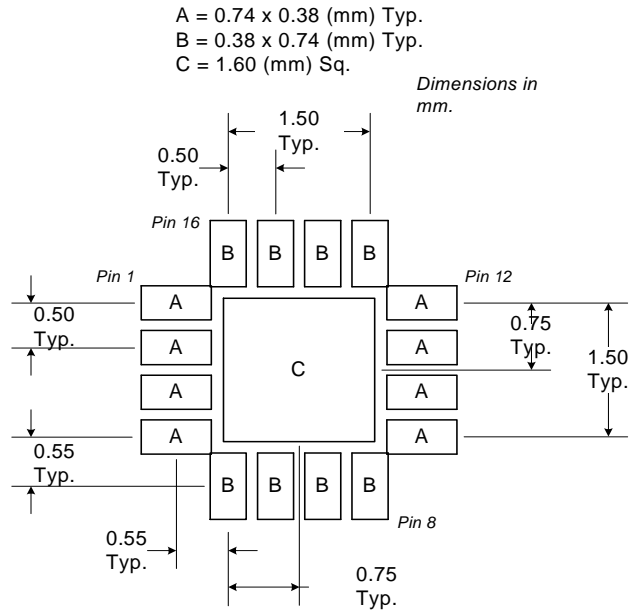 A = 0.74 x 0.38 (mm) Typ.
B = 0.38 x 0.74 (mm) Typ.
C = 1.60 (mm) Sq.
Dimensions in
mm.
1.50
Typ.
0.50
Typ.
Pin 16
B B B B
Pin 1
Pin 12
A
A
0.50
Typ.
A
A
0.75
Typ.
1.50
Typ.
C
A
A
A
A
0.55
Typ.
B B B B
Pin 8
0.55
Typ.
0.75
Typ.